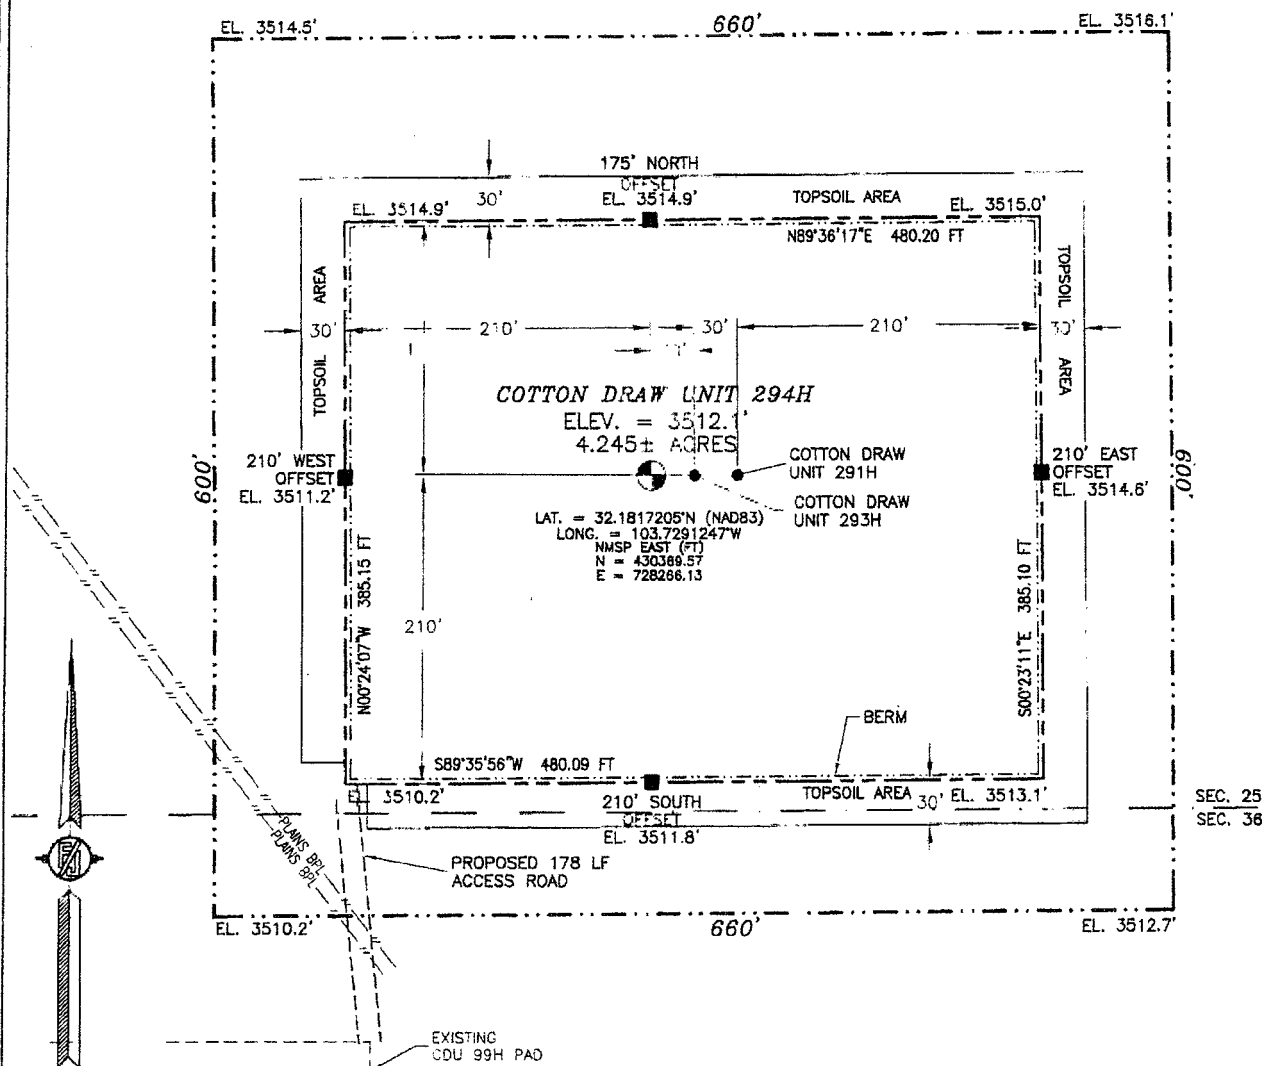 EL. 3514.5'
660'
EL. 3516.1'
175' NORTH
OFFSET
EL. 3514.9'
30'
TOPSOIL AREA
EL. 3514.9'
EL. 3515.0'
N89°36'17"E 480.20 FT
TOPSOIL AREA
TOPSOIL AREA
30'
210'
30'
210'
30'
COTTON DRAW UNIT 294H
ELEV. = 3512.1'
4.245± ACRES
COTTON DRAW
UNIT 291H
COTTON DRAW
UNIT 293H
210' WEST
OFFSET
EL. 3511.2'
210' EAST
OFFSET
EL. 3514.6'
600'
600'
LAT. = 32.1817205°N (NAD83)
LONG. = 103.7291247°W
NMSP EAST (FT)
N = 430389.57
E = 728266.13
N00°24'07"W 385.15 FT
S00°23'11"E 385.10 FT
210'
BERM
S89°35'56"W 480.09 FT
EL. 3510.2'
210' SOUTH
OFFSET
EL. 3511.8'
TOPSOIL AREA
30'
EL. 3513.1'
SEC. 25
SEC. 36
PLAINS BPL
PLAINS BPL
PROPOSED 178 LF
ACCESS ROAD
EL. 3510.2'
660'
EL. 3512.7'
EXISTING
CDU 99H PAD